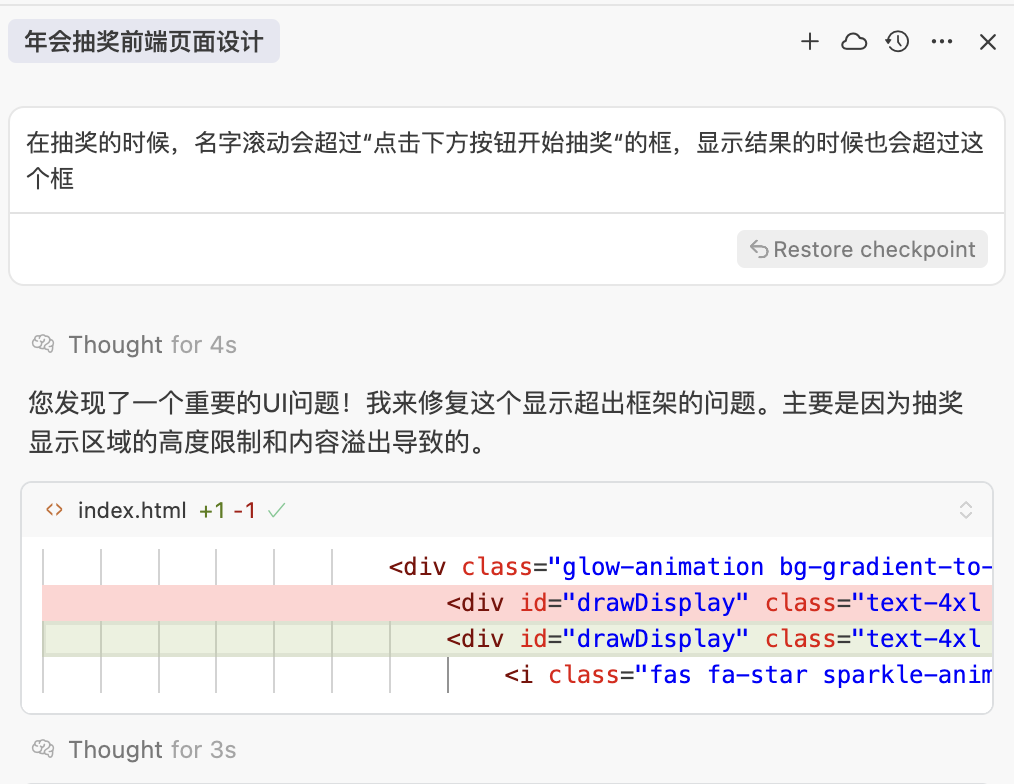 年会抽奖前端页面设计
在抽奖的时候，名字滚动会超过“点击下方按钮开始抽奖“的框，显示结果的时候也会超过这
个框
Restore checkpoint
Thought for 4s
您发现了一个重要的UI问题！我来修复这个显示超出框架的问题。主要是因为抽奖
显示区域的高度限制和内容溢出导致的。
<> index.html +1 -1
<div class="glow-animation bg-gradient-to-
<div id="drawDisplay" class="text-4xl
<div id="drawDisplay" class="text-4xl
<i class="fas fa-star sparkle-anim
Thought for 3s